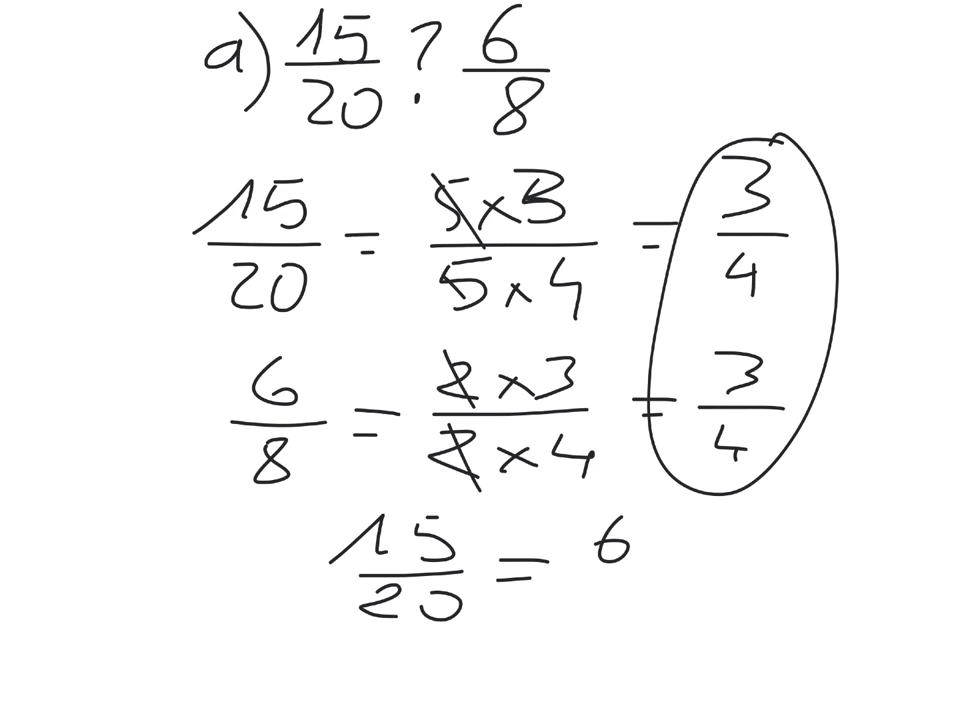 a) 15/20 ? 6/8
15/20 = 5 x 3 / 5 x 4 = 3/4
6/8 = 2 x 3 / 2 x 4 = 3/4
15/20 = 6